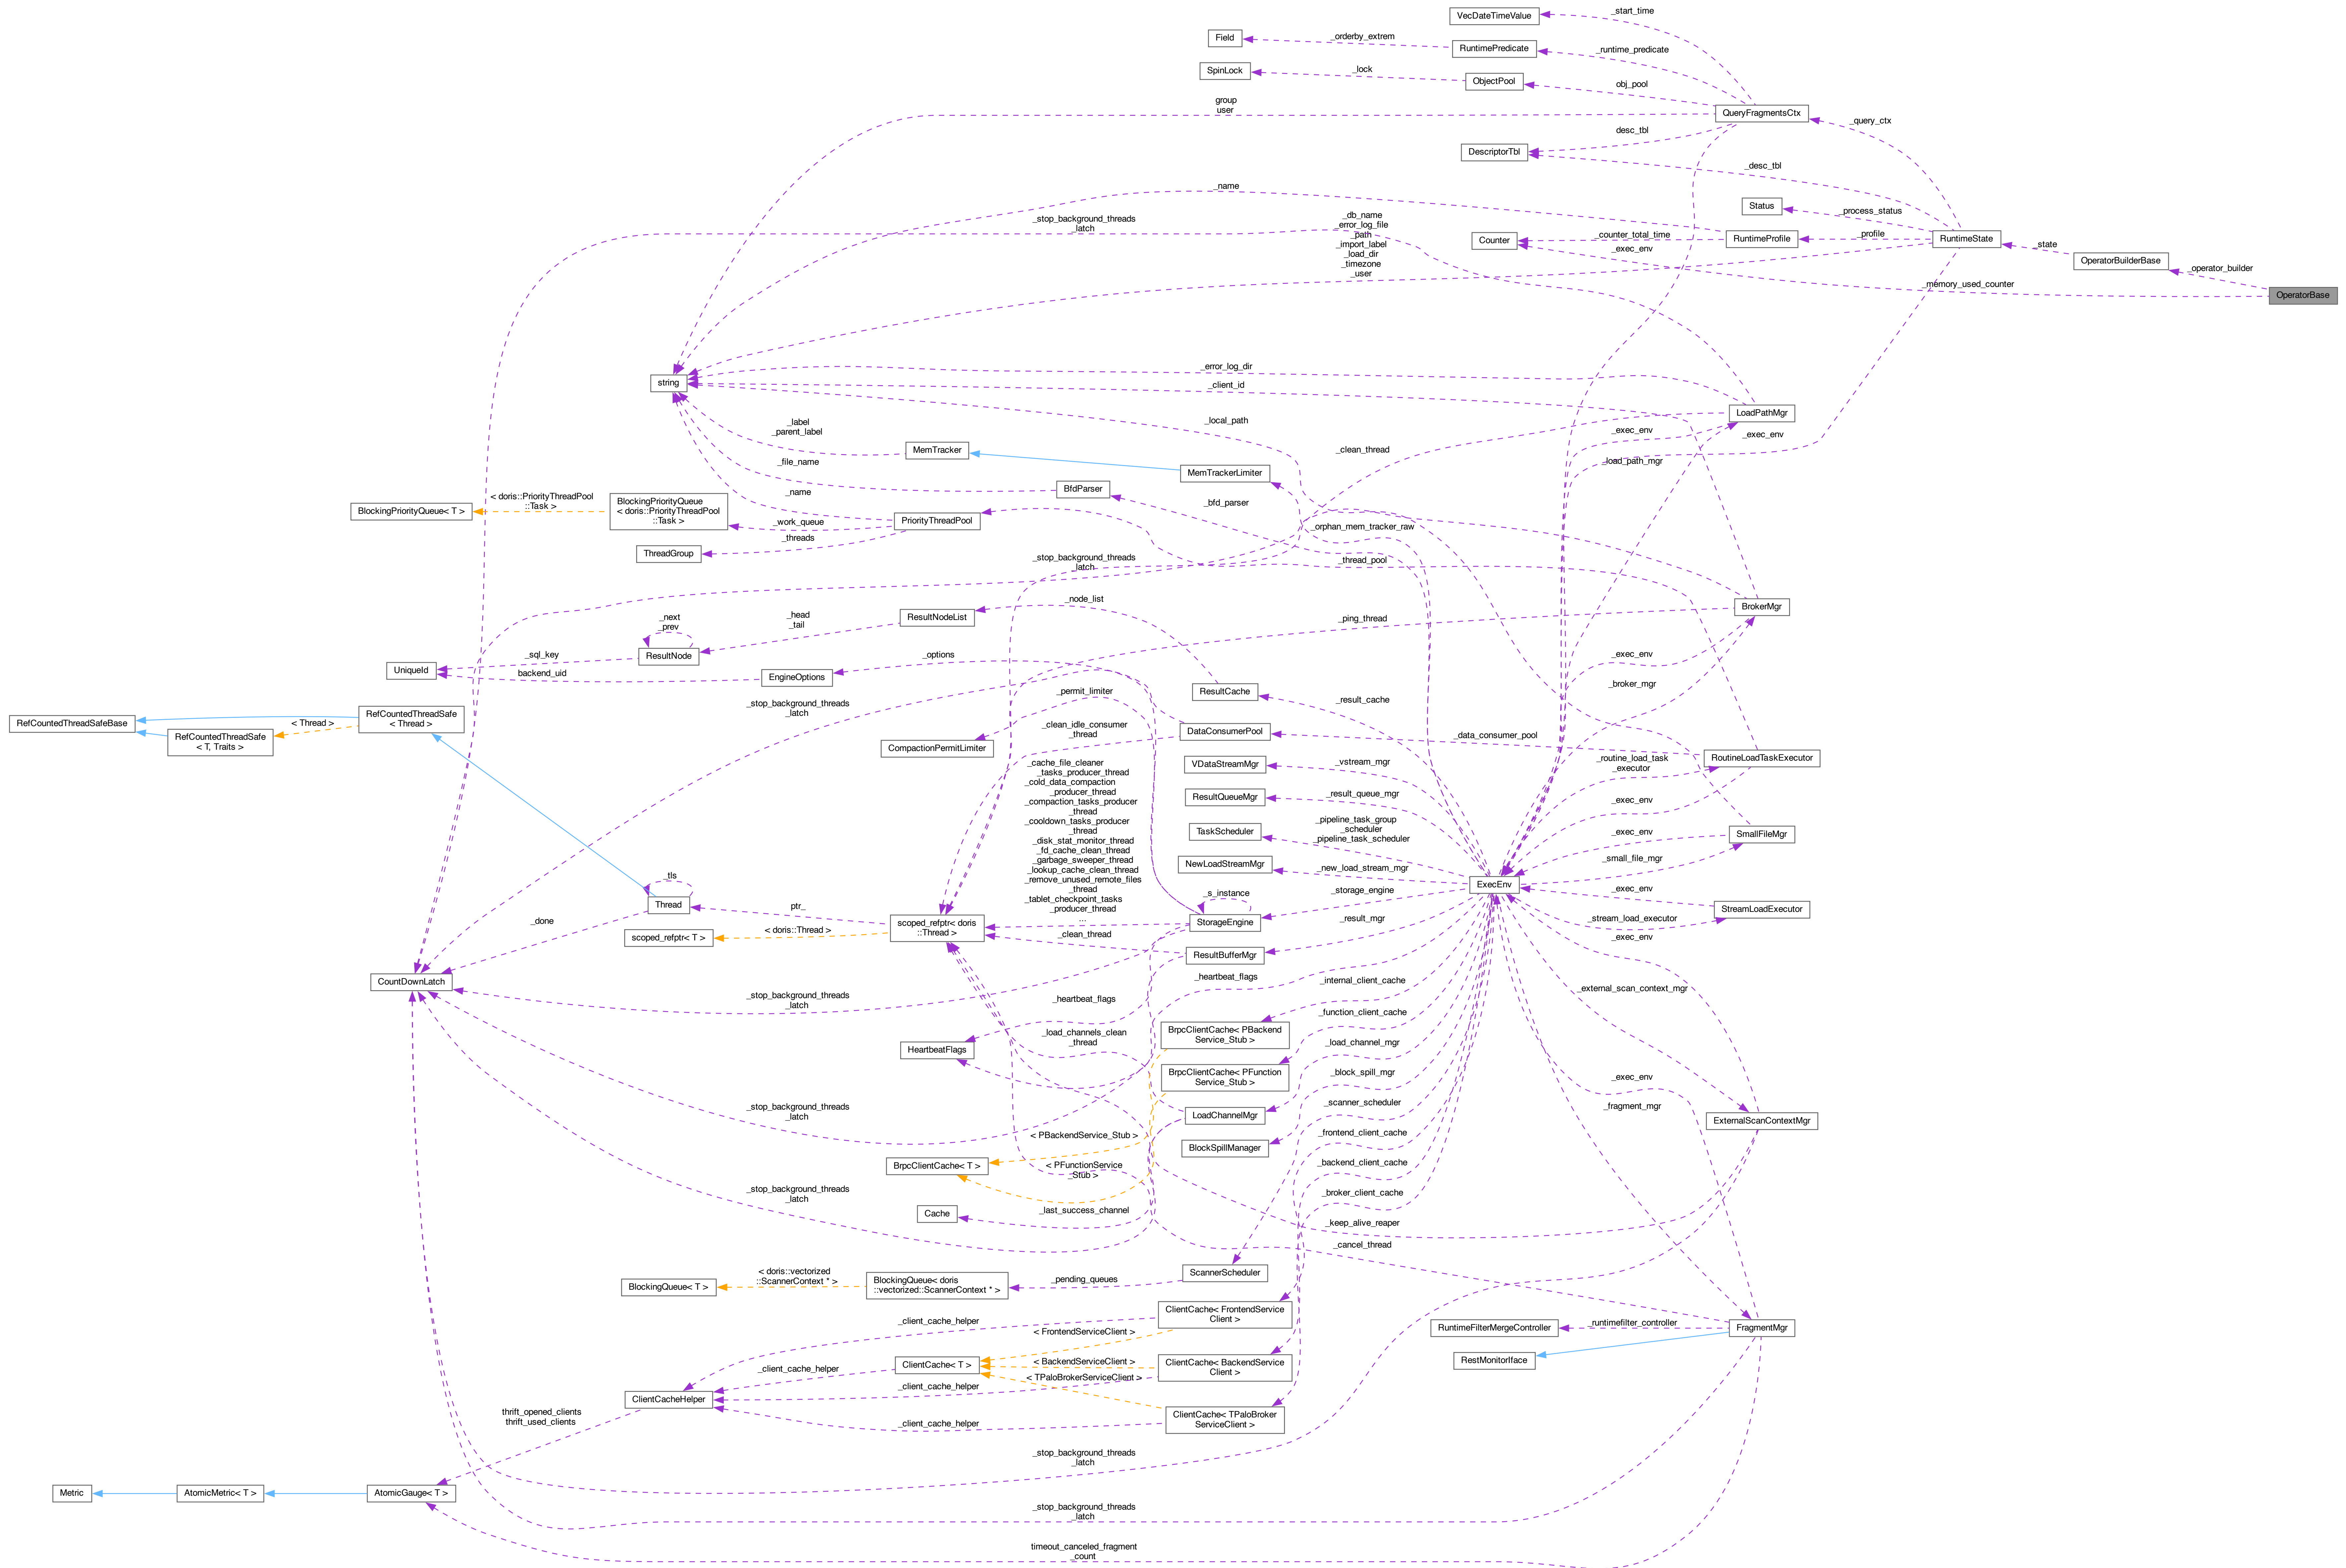 VecDateTimeValue
_start_time
Field
_orderby_extrem
RuntimePredicate
_runtime_predicate
SpinLock
_lock
ObjectPool
obj_pool
group
user
QueryFragmentsCtx
_query_ctx
desc_tbl
DescriptorTbl
_desc_tbl
_name
Status
_process_status
_stop_background_threads
_latch
_db_name
_error_log_file
_path
_import_label
_load_dir
_timezone
_user
Counter
_counter_total_time
_exec_env
RuntimeProfile
_profile
RuntimeState
_state
OperatorBuilderBase
_operator_builder
_memory_used_counter
OperatorBase
string
_error_log_dir
_client_id
LoadPathMgr
_label
_parent_label
_local_path
_exec_env
_exec_env
MemTracker
_clean_thread
_file_name
MemTrackerLimiter
_load_path_mgr
BfdParser
_name
_bfd_parser
BlockingPriorityQueue< T >
< doris::PriorityThreadPool
::Task >
BlockingPriorityQueue
< doris::PriorityThreadPool
::Task >
_work_queue
PriorityThreadPool
_orphan_mem_tracker_raw
_threads
ThreadGroup
_stop_background_threads
_latch
_thread_pool
_node_list
_head
_tail
ResultNodeList
BrokerMgr
_next
_prev
_ping_thread
ResultNode
_sql_key
UniqueId
backend_uid
EngineOptions
_options
_exec_env
ResultCache
_result_cache
_broker_mgr
_permit_limiter
_stop_background_threads
_latch
RefCountedThreadSafeBase
< Thread >
RefCountedThreadSafe
< Thread >
RefCountedThreadSafe
< T, Traits >
_clean_idle_consumer
_thread
DataConsumerPool
_data_consumer_pool
CompactionPermitLimiter
RoutineLoadTaskExecutor
_routine_load_task
_executor
_cache_file_cleaner
_tasks_producer_thread
_cold_data_compaction
_producer_thread
_compaction_tasks_producer
_thread
_cooldown_tasks_producer
_thread
_disk_stat_monitor_thread
_fd_cache_clean_thread
_garbage_sweeper_thread
_lookup_cache_clean_thread
_remove_unused_remote_files
_thread
_tablet_checkpoint_tasks
_producer_thread
...
VDataStreamMgr
_vstream_mgr
ResultQueueMgr
_result_queue_mgr
_exec_env
TaskScheduler
_pipeline_task_group
_scheduler
_pipeline_task_scheduler
_exec_env
SmallFileMgr
NewLoadStreamMgr
_new_load_stream_mgr
_small_file_mgr
ExecEnv
_tls
Thread
_s_instance
_storage_engine
_exec_env
StreamLoadExecutor
ptr_
_done
scoped_refptr< doris
::Thread >
StorageEngine
_result_mgr
_stream_load_executor
scoped_refptr< T >
< doris::Thread >
_clean_thread
_exec_env
ResultBufferMgr
CountDownLatch
_heartbeat_flags
_internal_client_cache
_external_scan_context_mgr
_stop_background_threads
_latch
_heartbeat_flags
_function_client_cache
BrpcClientCache< PBackend
Service_Stub >
HeartbeatFlags
_load_channels_clean
_thread
_load_channel_mgr
BrpcClientCache< PFunction
Service_Stub >
_block_spill_mgr
_exec_env
_stop_background_threads
_latch
LoadChannelMgr
_scanner_scheduler
_fragment_mgr
ExternalScanContextMgr
< PBackendService_Stub >
_frontend_client_cache
BlockSpillManager
BrpcClientCache< T >
< PFunctionService
_Stub >
_backend_client_cache
_stop_background_threads
_latch
_broker_client_cache
Cache
_last_success_channel
_keep_alive_reaper
_cancel_thread
BlockingQueue< T >
< doris::vectorized
::ScannerContext * >
BlockingQueue< doris
::vectorized::ScannerContext * >
_pending_queues
ScannerScheduler
_client_cache_helper
ClientCache< FrontendService
Client >
< FrontendServiceClient >
RuntimeFilterMergeController
_runtimefilter_controller
FragmentMgr
RestMonitorIface
_client_cache_helper
ClientCache< T >
< BackendServiceClient >
ClientCache< BackendService
Client >
< TPaloBrokerServiceClient >
_client_cache_helper
ClientCacheHelper
thrift_opened_clients
thrift_used_clients
_client_cache_helper
ClientCache< TPaloBroker
ServiceClient >
_stop_background_threads
_latch
Metric
AtomicMetric< T >
AtomicGauge< T >
_stop_background_threads
_latch
timeout_canceled_fragment
_count